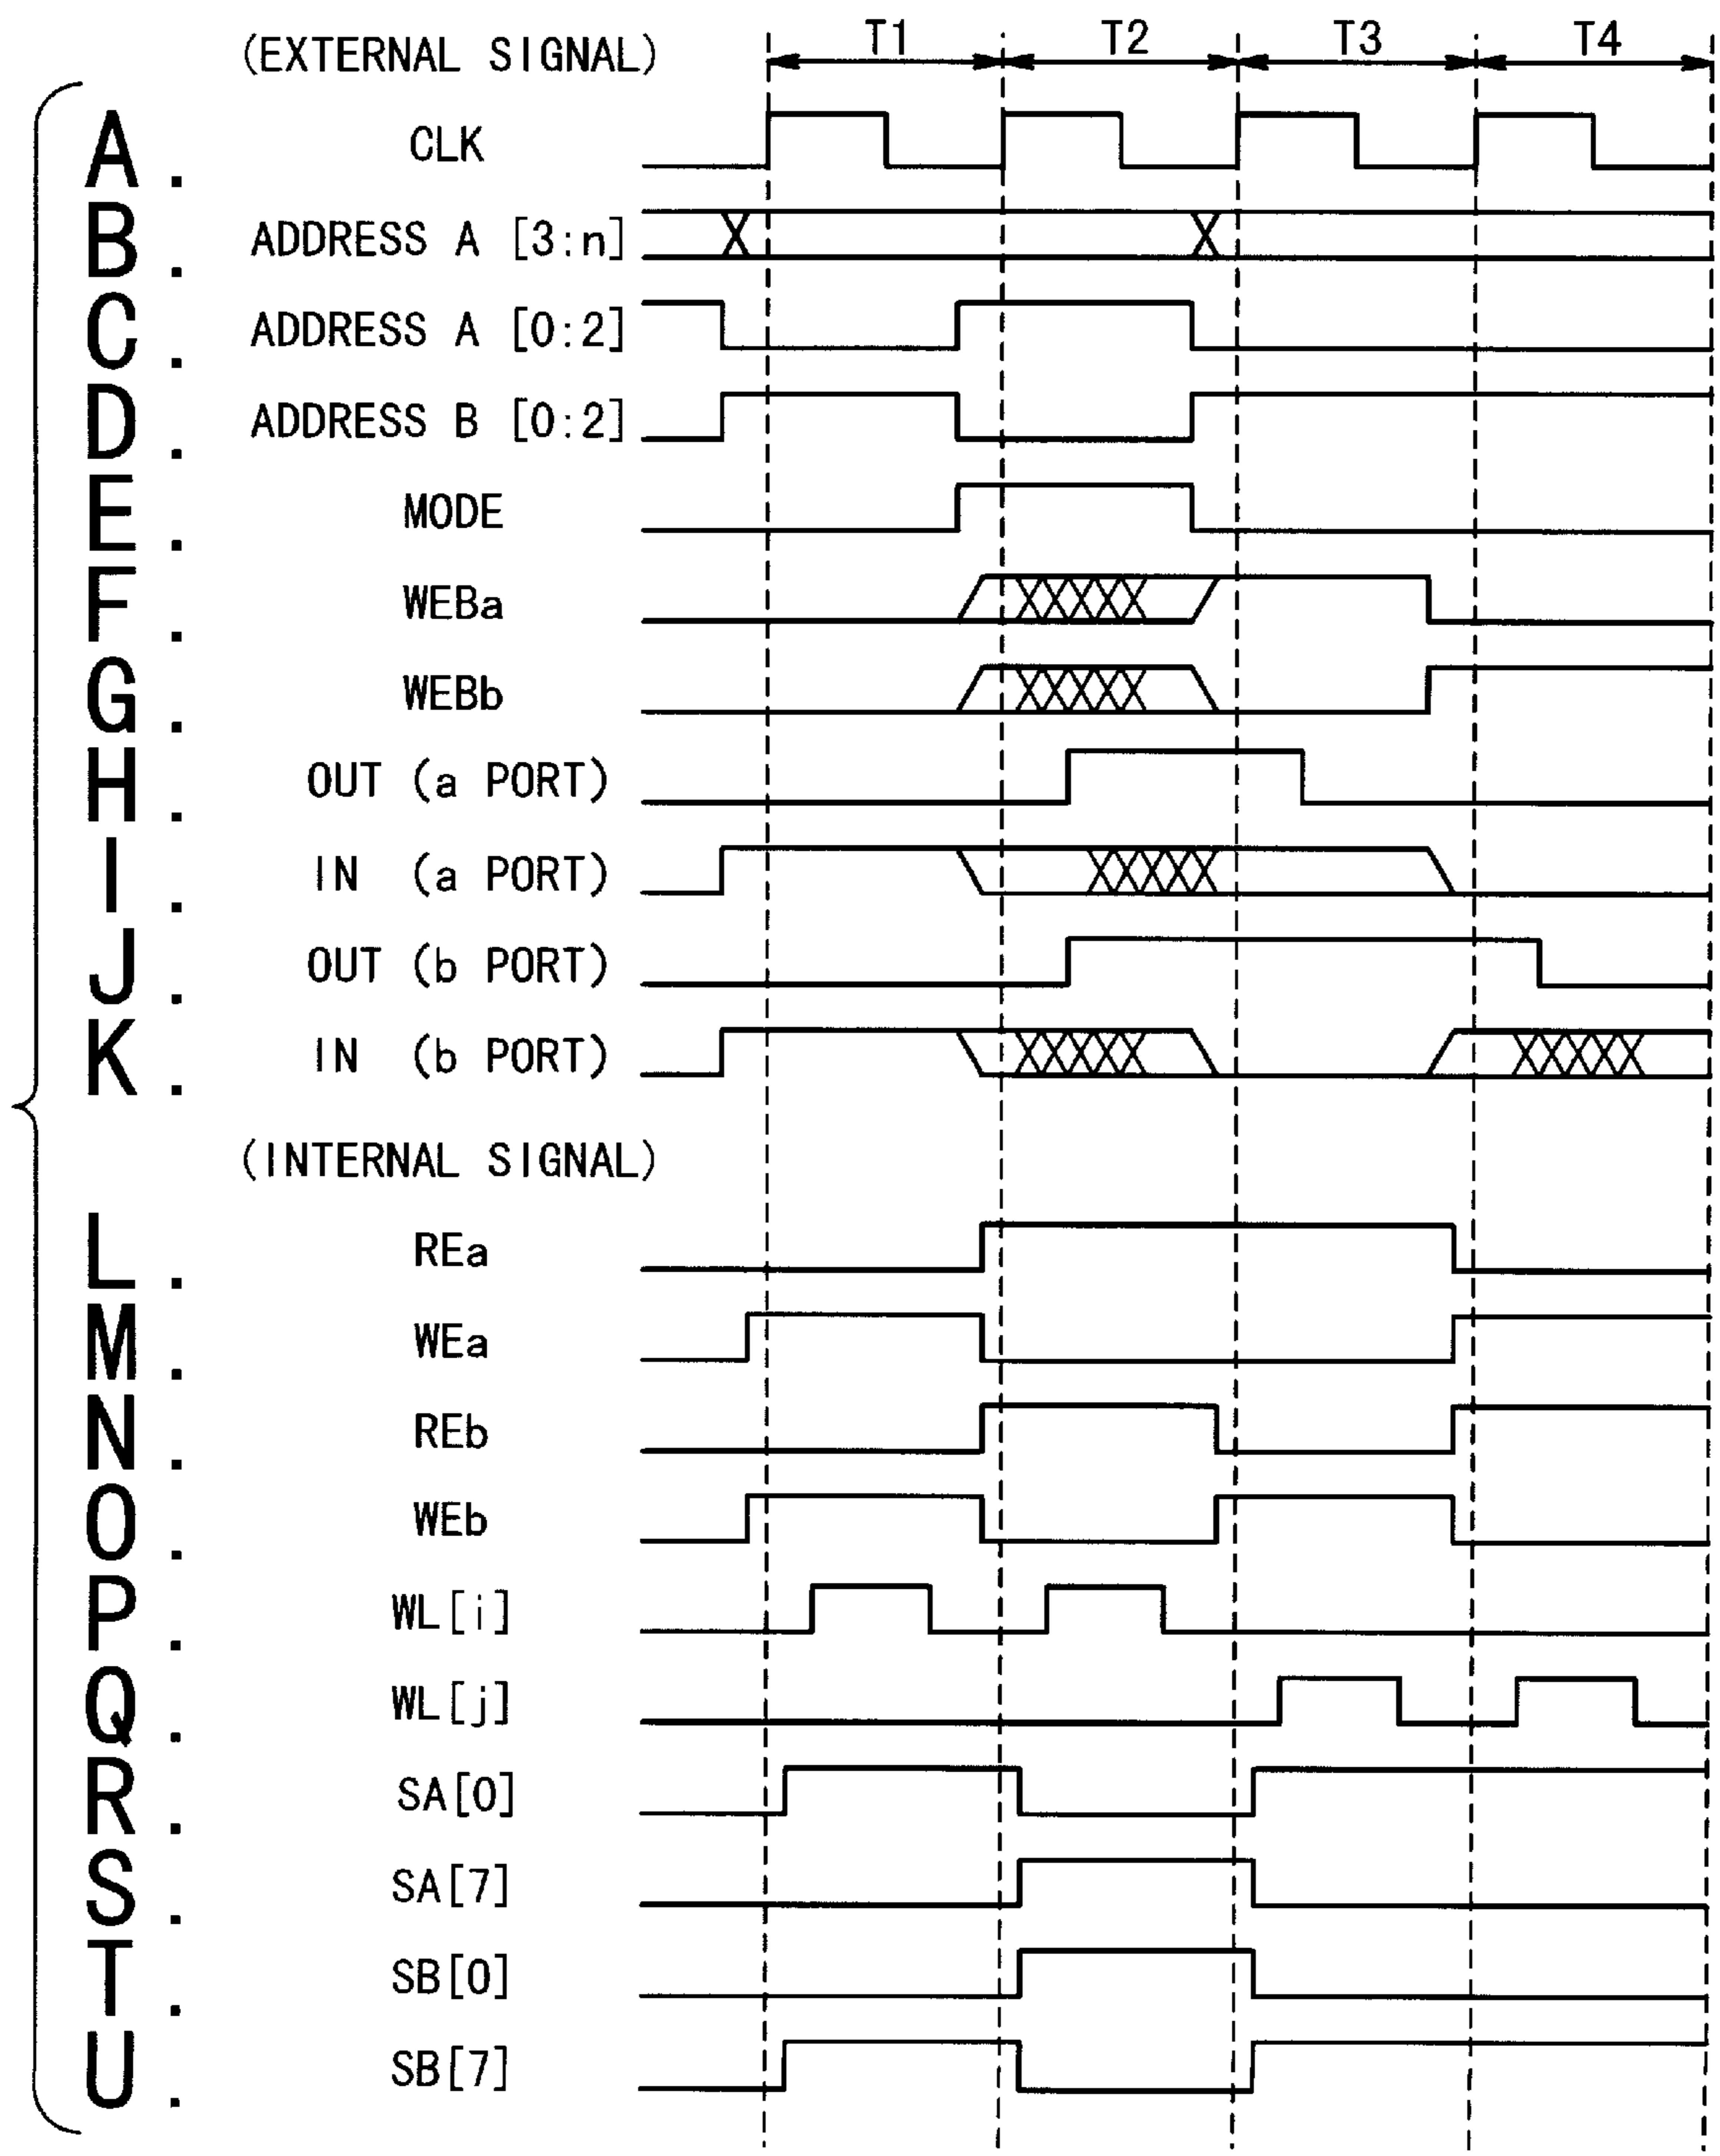 (EXTERNAL SIGNAL) T1 T2 T3 T4
A. CLK
B. ADDRESS A [3:n]
C. ADDRESS A [0:2]
D. ADDRESS B [0:2]
E. MODE
F. WEBa
G. WEBb
H. OUT (a PORT)
I. IN (a PORT)
J. OUT (b PORT)
K. IN (b PORT)
(INTERNAL SIGNAL)
L. REa
M. WEa
N. REb
O. WEb
P. WL[i]
Q. WL[j]
R. SA[0]
S. SA[7]
T. SB[0]
U. SB[7]